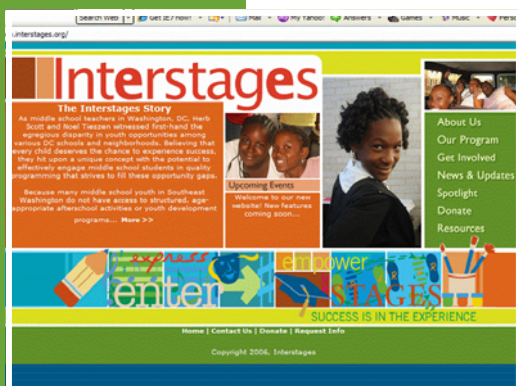 Search Web
Get IE7 now!
Mail
My Yahoo!
Answers
Games
Music
.interstages.org/
Interstages
The Interstages Story
As middle school teachers in Washington, DC, Herb
Scott and Noel Tieszen witnessed first-hand the
egregious disparity in youth opportunities among
various DC schools and neighborhoods. Believing that
every child deserves the chance to experience success,
they hit upon a unique concept with the potential to
effectively engage middle school students in quality
programming that strives to fill these opportunity gaps.
Because many middle school youth in Southeast
Washington do not have access to structured, age-
appropriate afterschool activities or youth development
programs... More >>
Upcoming Events
Welcome to our new
website! New features
coming soon...
About Us
Our Program
Get Involved
News & Updates
Spotlight
Donate
Resources
express
enter
empower
STAGES
SUCCESS IS IN THE EXPERIENCE
Home | Contact Us | Donate | Request Info
Copyright 2006, Interstages